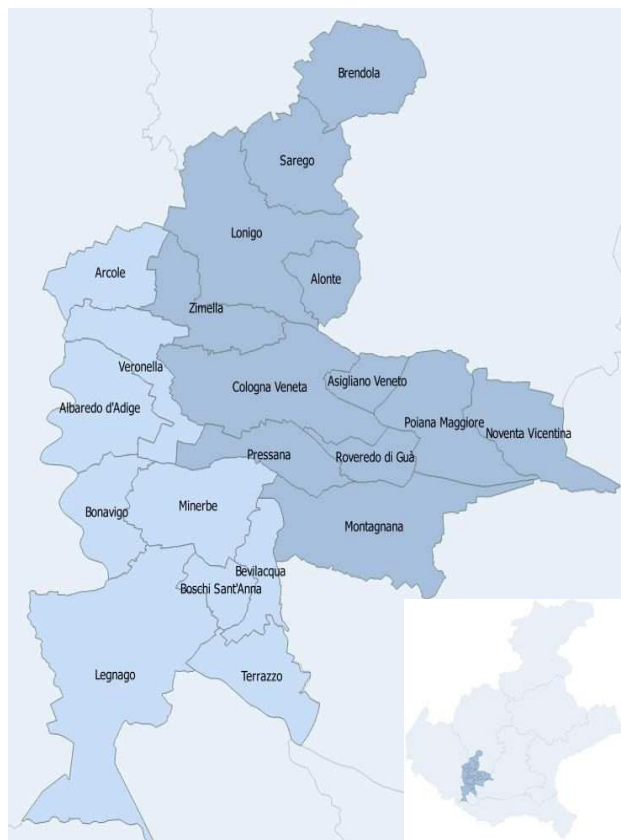 Brendola
Sarego
Lonigo
Arcole
Alonte
Zimella
Veronella
Asigliano Veneto
Cologna Veneta
Albaredo d'Adige
Poiana Maggiore
Noventa Vicentina
Pressana
Roveredo di Guà
Minerbe
Bonavigo
Montagnana
Bevilacqua
Boschi Sant'Anna
Legnago
Terrazzo